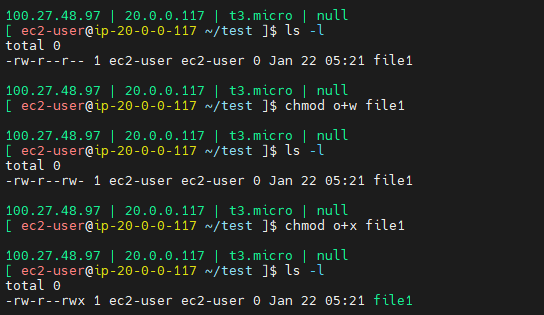 100.27.48.97 | 20.0.0.117 | t3.micro | null
[ ec2-user@ip-20-0-0-117 ~/test ]$ ls -l
total 0
-rw-r--r-- 1 ec2-user ec2-user 0 Jan 22 05:21 file1
100.27.48.97 | 20.0.0.117 | t3.micro | null
[ ec2-user@ip-20-0-0-117 ~/test ]$ chmod o+w file1
100.27.48.97 | 20.0.0.117 | t3.micro | null
[ ec2-user@ip-20-0-0-117 ~/test ]$ ls -l
total 0
-rw-r--rw- 1 ec2-user ec2-user 0 Jan 22 05:21 file1
100.27.48.97 | 20.0.0.117 | t3.micro | null
[ ec2-user@ip-20-0-0-117 ~/test ]$ chmod o+x file1
100.27.48.97 | 20.0.0.117 | t3.micro | null
[ ec2-user@ip-20-0-0-117 ~/test ]$ ls -l
total 0
-rw-r--rwx 1 ec2-user ec2-user 0 Jan 22 05:21 file1